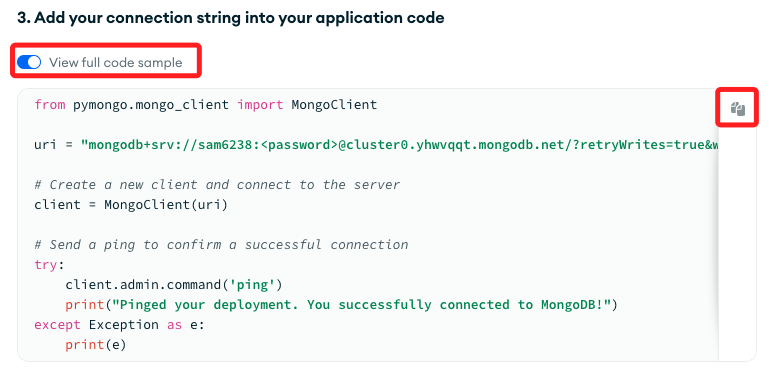 3. Add your connection string into your application code
View full code sample
from pymongo.mongo_client import MongoClient
uri = "mongodb+srv://sam6238:<password>@cluster0.yhwvqqt.mongodb.net/?retryWrites=true&w
# Create a new client and connect to the server
client = MongoClient(uri)
# Send a ping to confirm a successful connection
try:
    client.admin.command('ping')
    print("Pinged your deployment. You successfully connected to MongoDB!")
except Exception as e:
    print(e)